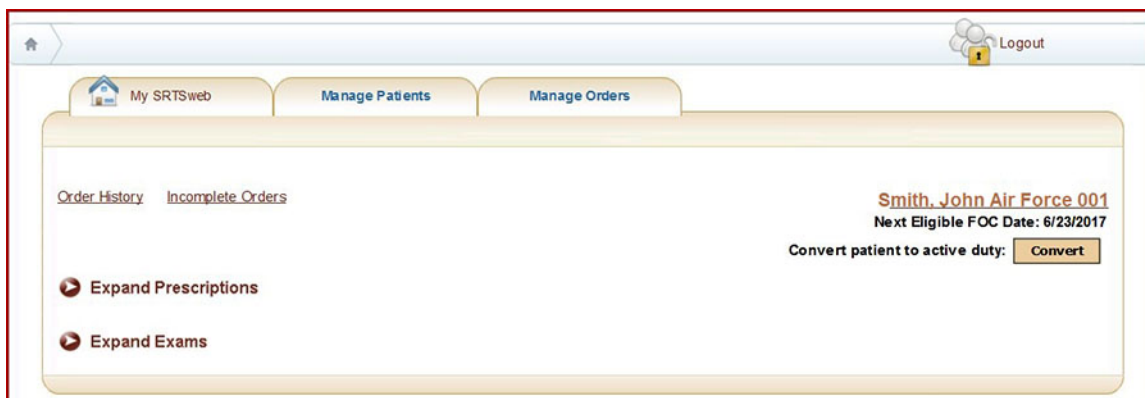 Logout
My SRTSweb
Manage Patients
Manage Orders
Order History
Incomplete Orders
Smith, John Air Force 001
Next Eligible FOC Date: 6/23/2017
Convert patient to active duty: Convert
Expand Prescriptions
Expand Exams